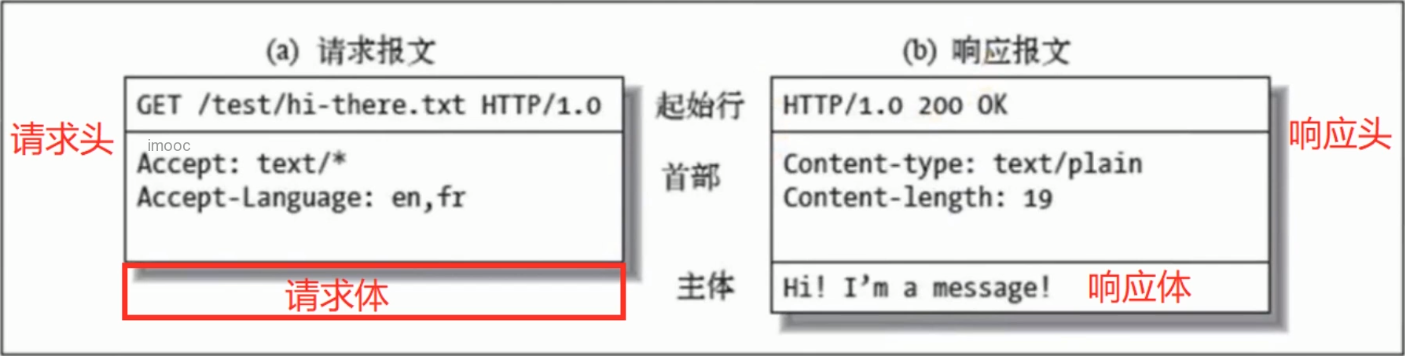 (a) 请求报文
(b) 响应报文
请求头
GET /test/hi-there.txt HTTP/1.0
起始行
HTTP/1.0 200 OK
响应头
imooc
Accept: text/*
Accept-Language: en,fr
首部
Content-type: text/plain
Content-length: 19
请求体
主体
Hi! I'm a message!
响应体